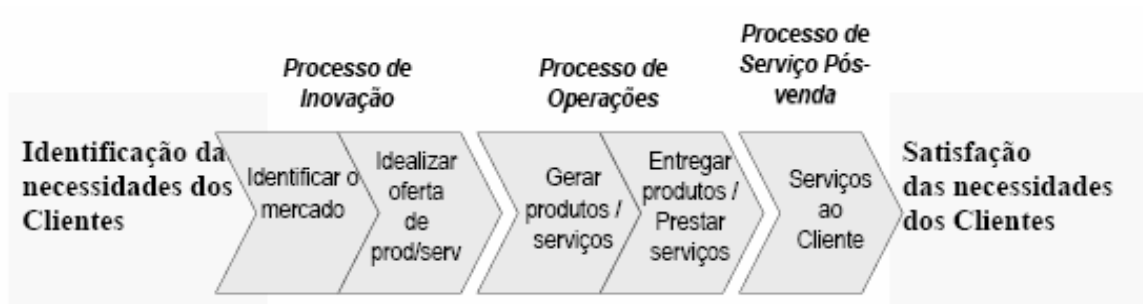 Processo de
Inovação
Processo de
Operações
Processo de
Serviço Pós-
venda
Identificação da
necessidades dos
Clientes
Identificar o
mercado
Idealizar
oferta
de
prod/serv
Gerar
produtos /
serviços
Entregar
produtos /
Prestar
serviços
Serviços
ao
Cliente
Satisfação
das necessidades
dos Clientes